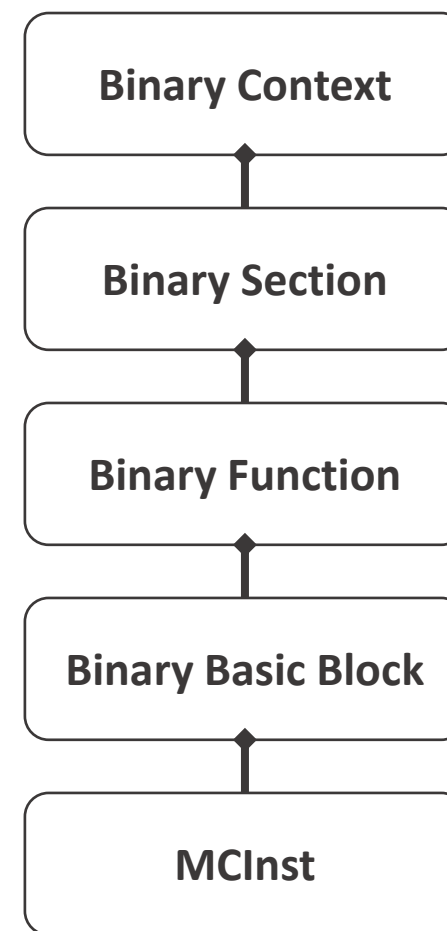 Binary Context
Binary Section
Binary Function
Binary Basic Block
MCInst